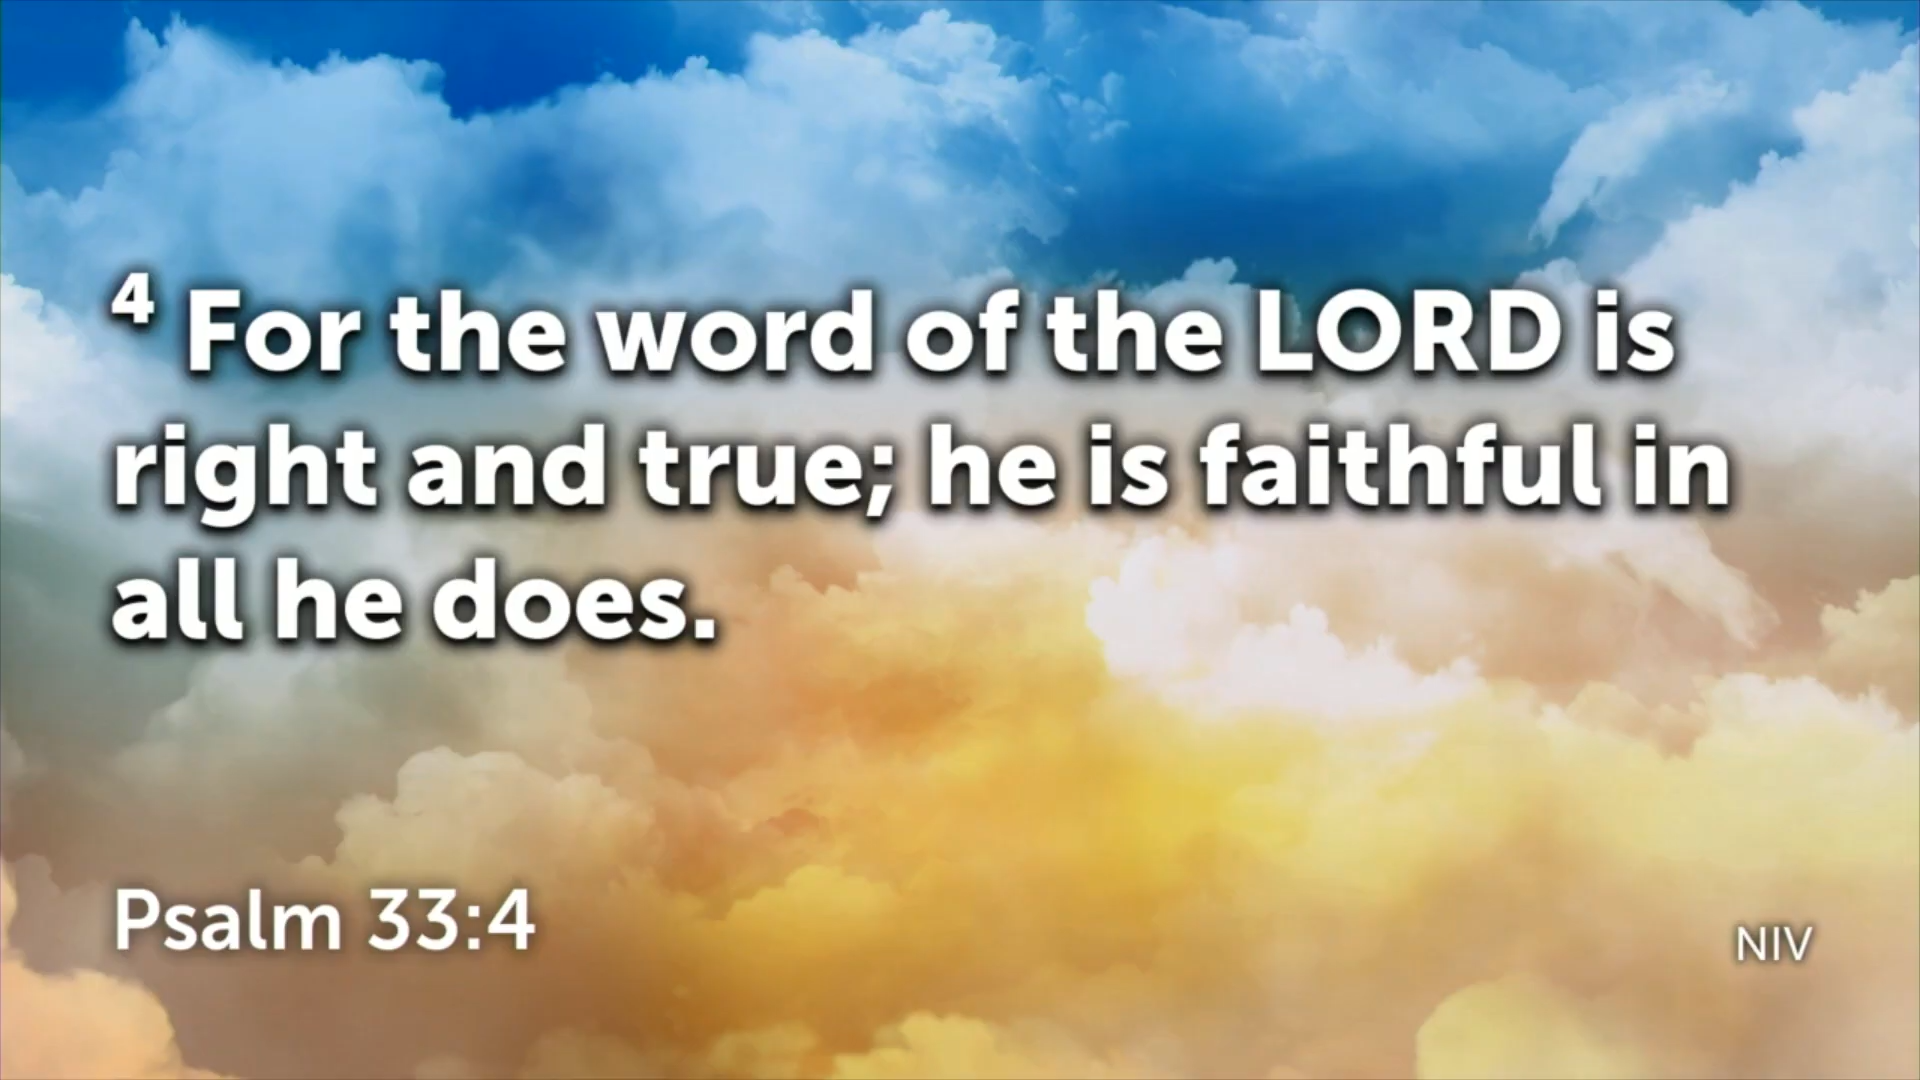 4 For the word of the LORD is
right and true; he is faithful in
all he does.
Psalm 33:4
NIV